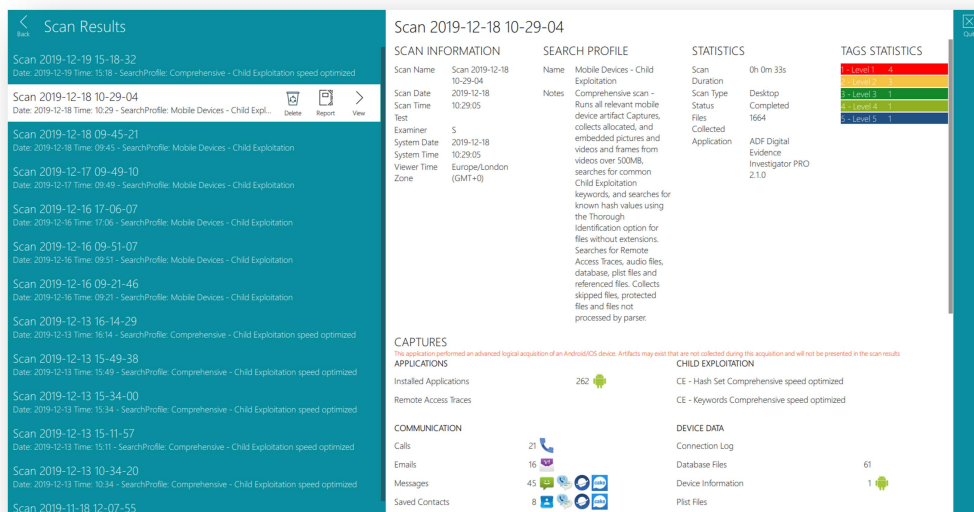 Back
Scan Results
Scan 2019-12-19 15-18-32
Date: 2019-12-19 Time: 15:18 - SearchProfile: Comprehensive - Child Exploitation speed optimized
Scan 2019-12-18 10-29-04
Date: 2019-12-18 Time: 10:29 - SearchProfile: Mobile Devices - Child Expl...
Delete
Report
View
Scan 2019-12-18 09-45-21
Date: 2019-12-18 Time: 09:45 - SearchProfile: Mobile Devices - Child Exploitation
Scan 2019-12-17 09-49-10
Date: 2019-12-17 Time: 09:49 - SearchProfile: Mobile Devices - Child Exploitation
Scan 2019-12-16 17-06-07
Date: 2019-12-16 Time: 17:06 - SearchProfile: Mobile Devices - Child Exploitation
Scan 2019-12-16 09-51-07
Date: 2019-12-16 Time: 09:51 - SearchProfile: Mobile Devices - Child Exploitation
Scan 2019-12-16 09-21-46
Date: 2019-12-16 Time: 09:21 - SearchProfile: Mobile Devices - Child Exploitation
Scan 2019-12-13 16-14-29
Date: 2019-12-13 Time: 16:14 - SearchProfile: Comprehensive - Child Exploitation speed optimized
Scan 2019-12-13 15-49-38
Date: 2019-12-13 Time: 15:49 - SearchProfile: Comprehensive - Child Exploitation speed optimized
Scan 2019-12-13 15-34-00
Date: 2019-12-13 Time: 15:34 - SearchProfile: Comprehensive - Child Exploitation speed optimized
Scan 2019-12-13 15-11-57
Date: 2019-12-13 Time: 15:11 - SearchProfile: Comprehensive - Child Exploitation speed optimized
Scan 2019-12-13 10-34-20
Date: 2019-12-13 Time: 10:34 - SearchProfile: Comprehensive - Child Exploitation speed optimized
Scan 2019-11-18 12-07-55
Scan 2019-12-18 10-29-04
SCAN INFORMATION
Scan Name Scan 2019-12-18
10-29-04
Scan Date 2019-12-18
Scan Time 10:29:05
Test
Examiner S
System Date 2019-12-18
System Time 10:29:05
Viewer Time Europe/London
Zone (GMT+0)
SEARCH PROFILE
Name Mobile Devices - Child
Exploitation
Notes Comprehensive scan -
Runs all relevant mobile
device artifact Captures,
collects allocated, and
embedded pictures and
videos and frames from
videos over 500MB,
searches for common
Child Exploitation
keywords, and searches for
known hash values using
the Thorough
Identification option for
files without extensions.
Searches for Remote
Access Traces, audio files,
database, plist files and
referenced files. Collects
skipped files, protected
files and files not
processed by parser.
STATISTICS
Scan 0h 0m 33s
Duration
Scan Type Desktop
Status Completed
Files 1664
Collected
Application ADF Digital
Evidence
Investigator PRO
2.1.0
TAGS STATISTICS
1 - Level 1 4
- Level 2
3 - Level 3 1
4 - Level 4 1
5 - Level 5 1
Quit
CAPTURES
This application performed an advanced logical acquisition of an Android/iOS device. Artifacts may exist that are not collected during this acquisition and will not be presented in the scan results
APPLICATIONS
Installed Applications 262
Remote Access Traces
COMMUNICATION
Calls 21
Emails 16
Messages 45 zaka
Saved Contacts 8 zaka
CHILD EXPLOITATION
CE - Hash Set Comprehensive speed optimized
CE - Keywords Comprehensive speed optimized
DEVICE DATA
Connection Log
Database Files 61
Device Information 1
Plist Files